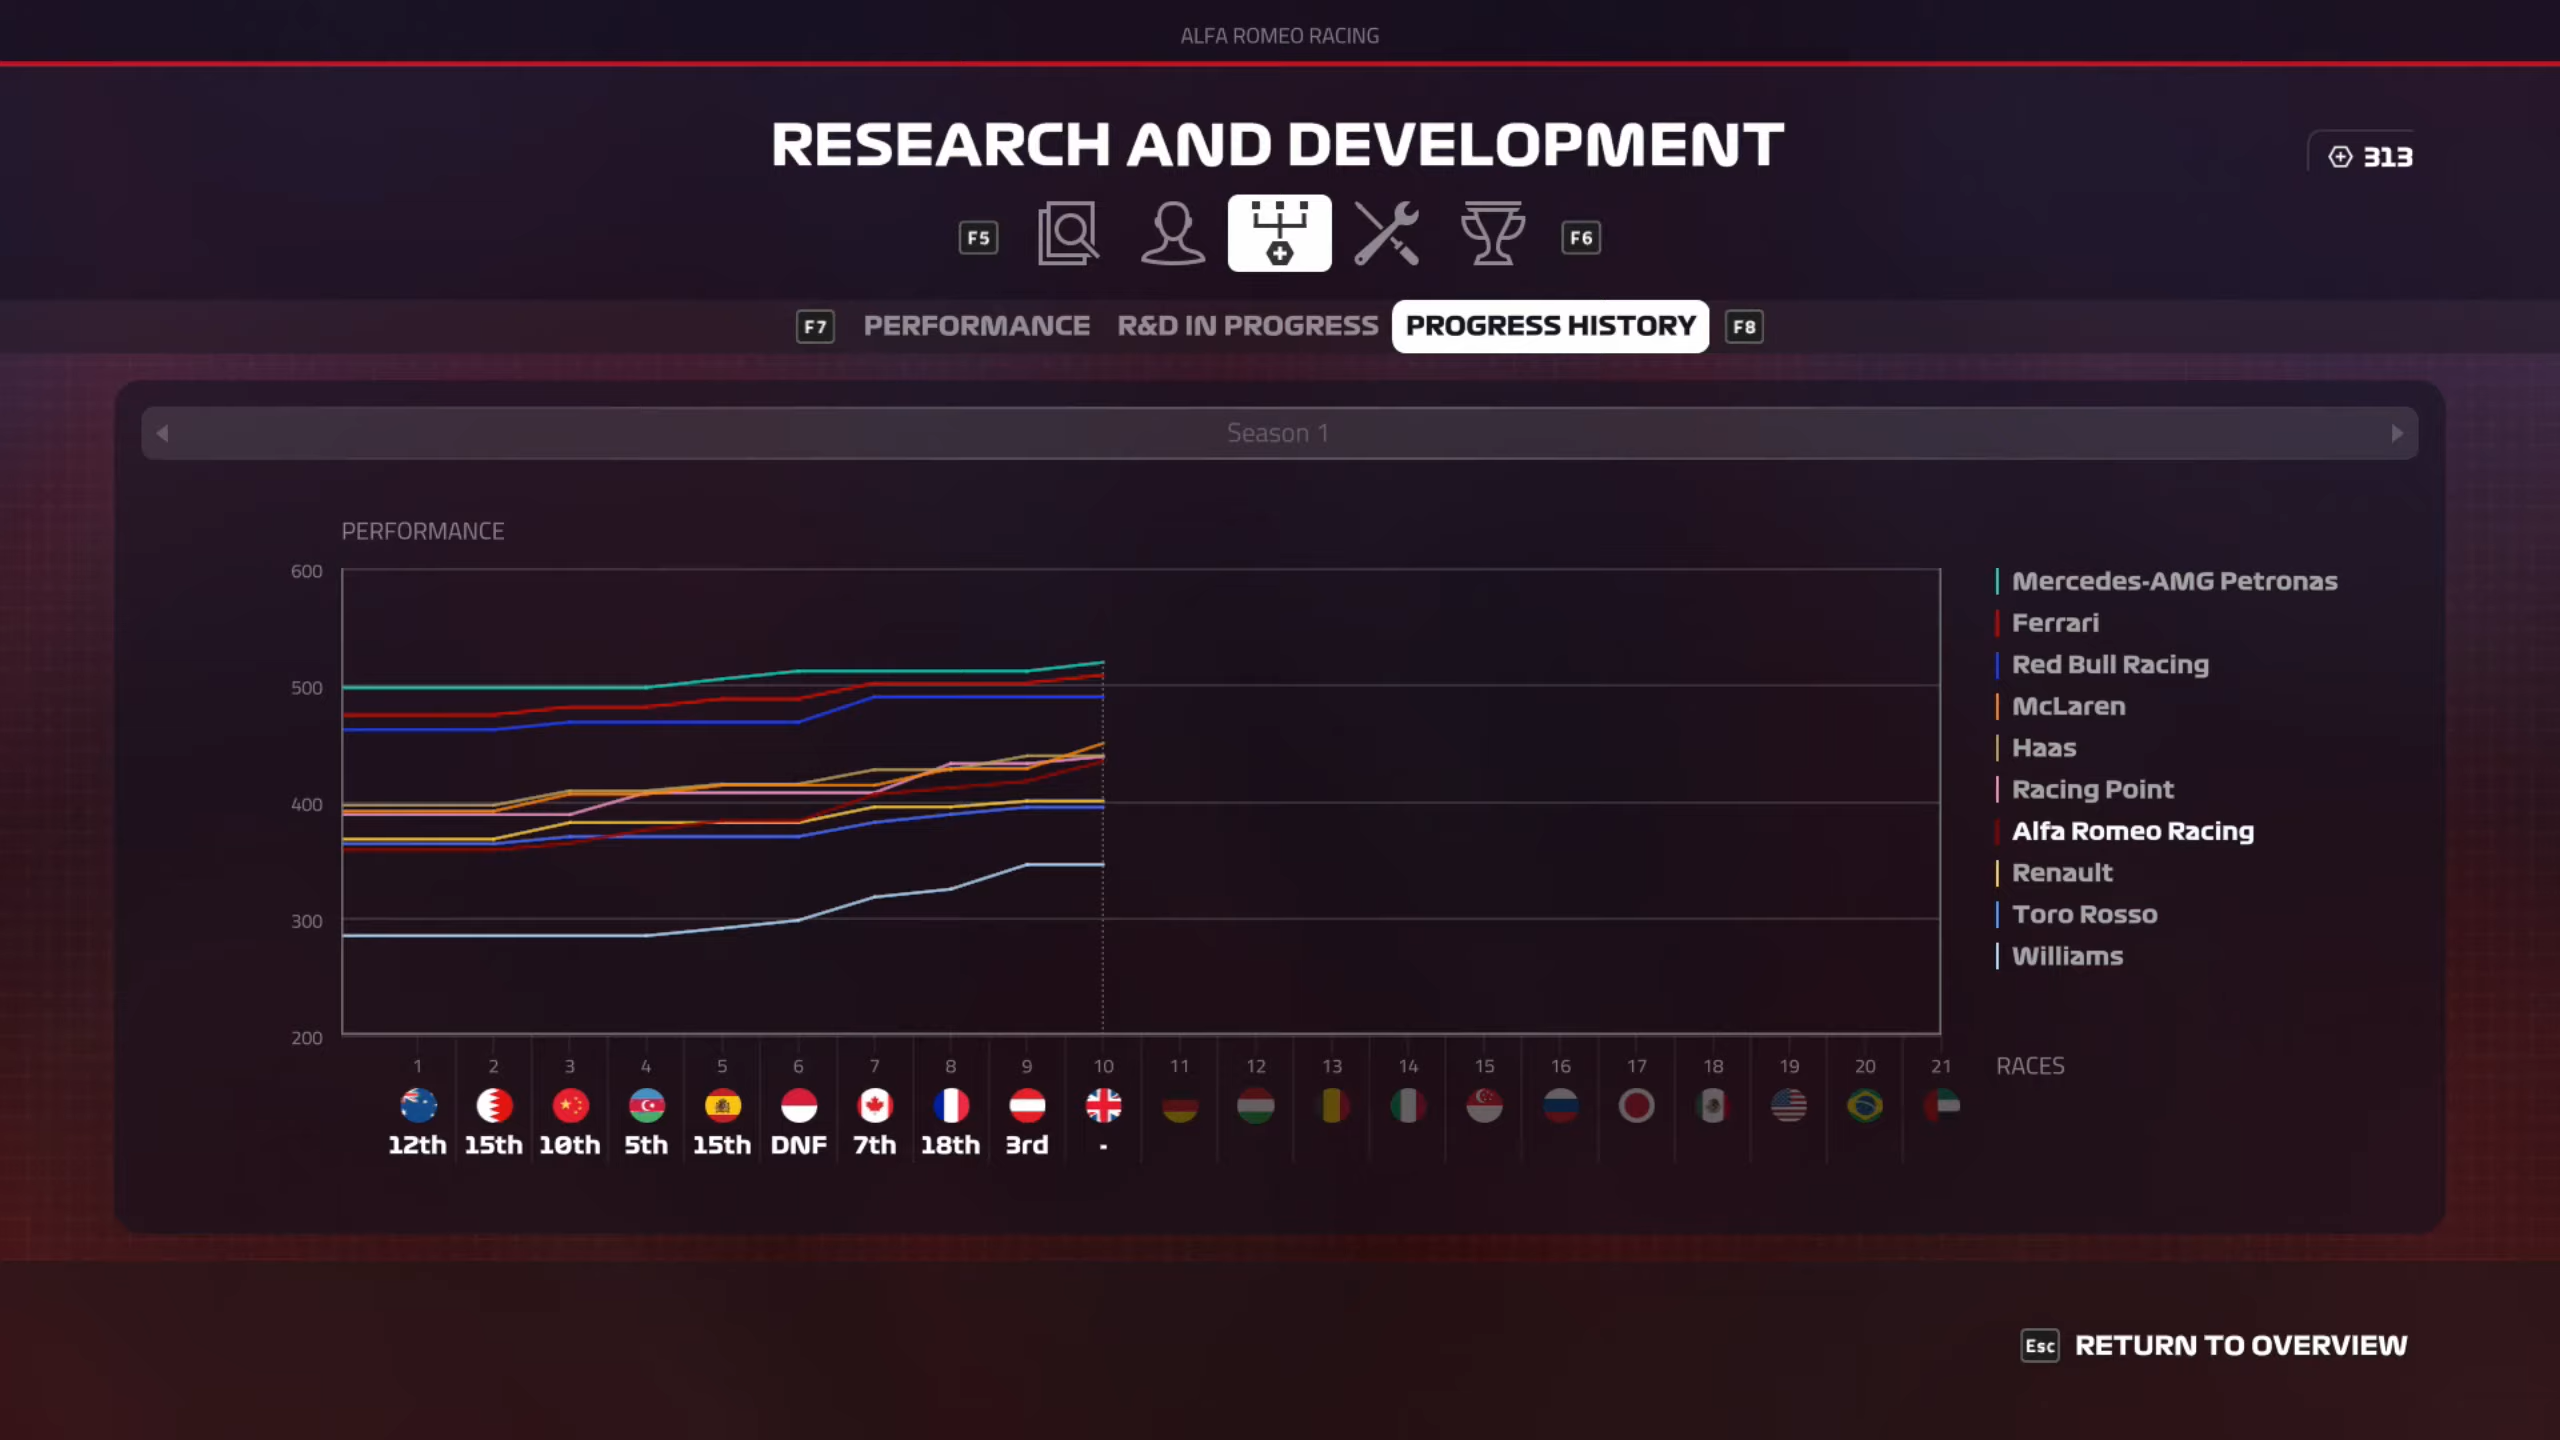 ALFA ROMEO RACING
RESEARCH AND DEVELOPMENT
313
F5 F6
F7 PERFORMANCE R&D IN PROGRESS PROGRESS HISTORY F8
Season 1
PERFORMANCE
600
500
400
300
200
Mercedes-AMG Petronas
Ferrari
Red Bull Racing
McLaren
Haas
Racing Point
Alfa Romeo Racing
Renault
Toro Rosso
Williams
1 2 3 4 5 6 7 8 9 10 11 12 13 14 15 16 17 18 19 20 21 RACES
12th 15th 10th 5th 15th DNF 7th 18th 3rd -
Esc RETURN TO OVERVIEW